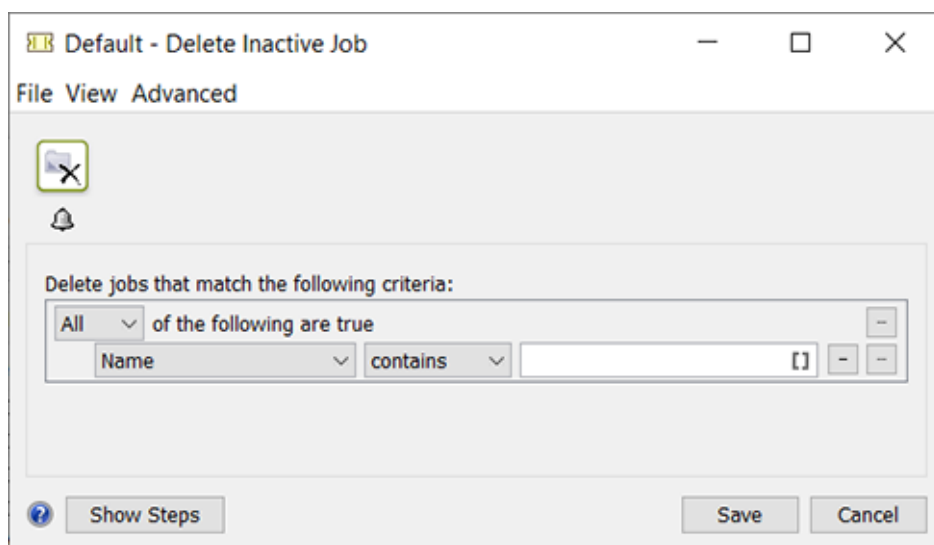 Default - Delete Inactive Job
File View Advanced
Delete jobs that match the following criteria:
All of the following are true
Name contains []
Show Steps Save Cancel